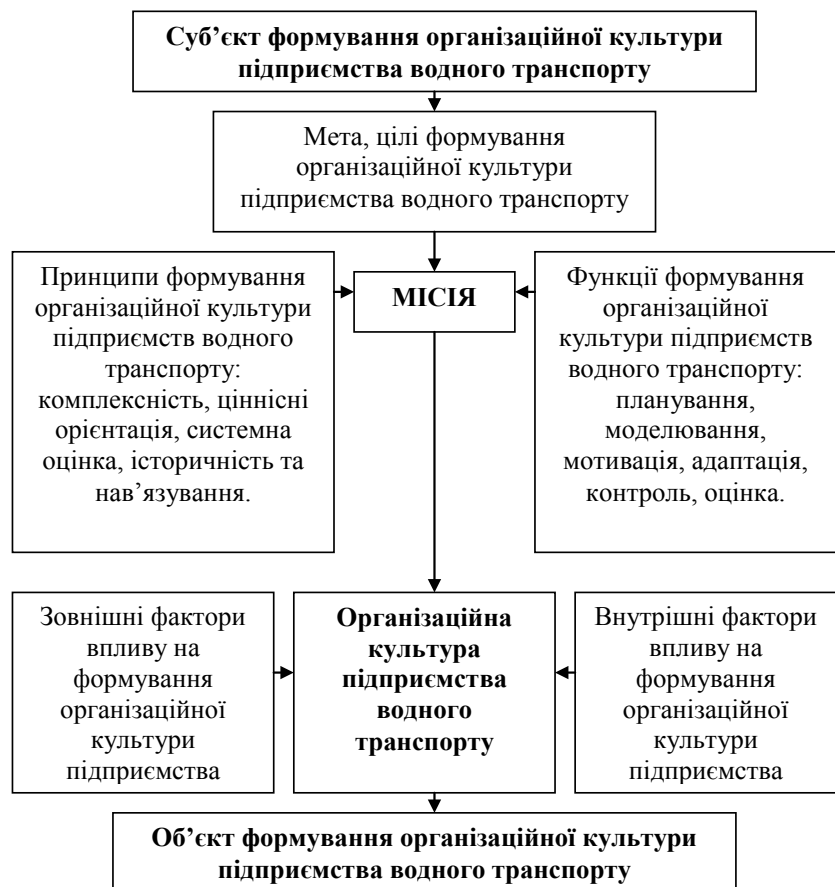 Суб’єкт формування організаційної культури
підприємства водного транспорту
Мета, цілі формування
організаційної культури
підприємства водного транспорту
Принципи формування
організаційної культури
підприємств водного
транспорту:
комплексність, ціннісні
орієнтація, системна
оцінка, історичність та
нав’язування.
МІСІЯ
Функції формування
організаційної
культури підприємств
водного транспорту:
планування,
моделювання,
мотивація, адаптація,
контроль, оцінка.
Зовнішні фактори
впливу на
формування
організаційної
культури
підприємства
Організаційна
культура
підприємства
водного
транспорту
Внутрішні фактори
впливу на
формування
організаційної
культури
підприємства
Об’єкт формування організаційної культури
підприємства водного транспорту